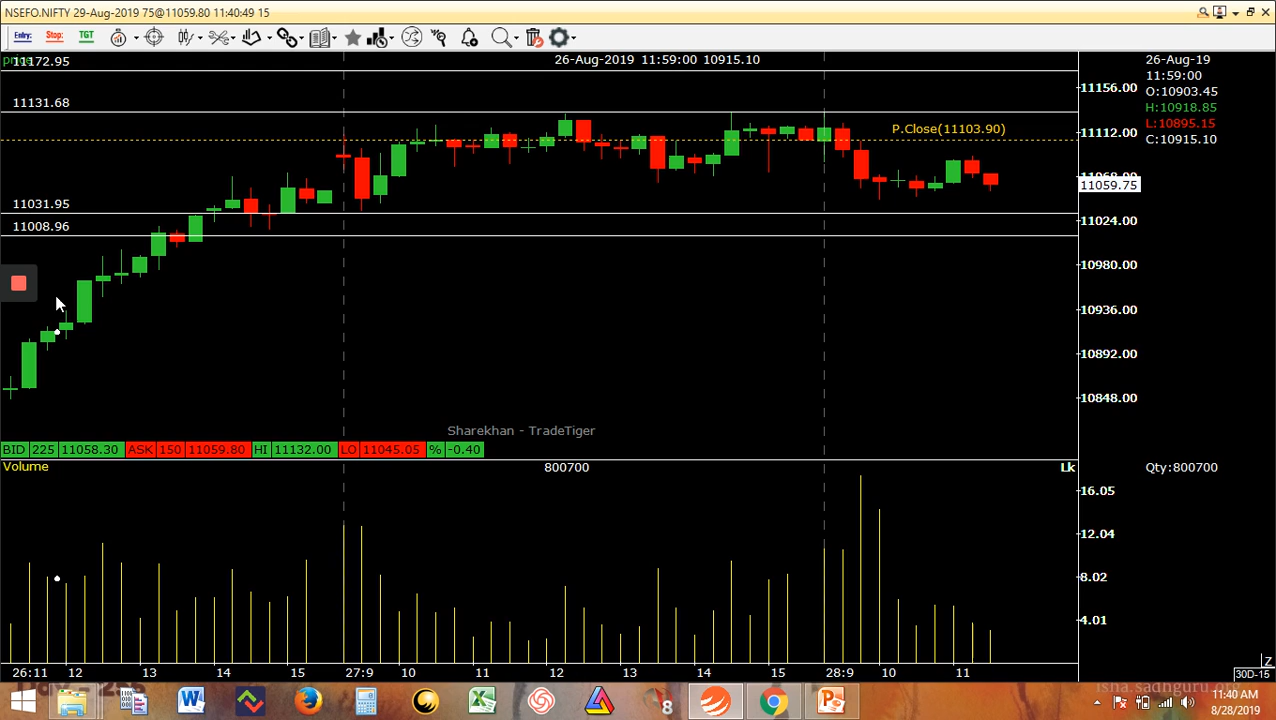 NSEFO.NIFTY 29-Aug-2019 75@11059.80 11:40:49 15
Entry: Stop: TGT
11172.95
26-Aug-2019 11:59:00 10915.10
26-Aug-19
11:59:00
O:10903.45
H:10918.85
L:10895.15
C:10915.10
11156.00
11131.68
P.Close(11103.90)
11112.00
11059.75
11031.95
11024.00
11008.96
10980.00
10936.00
10892.00
10848.00
Sharekhan - TradeTiger
BID 225 11058.30 ASK 150 11059.80 HI 11132.00 LO 11045.05 % -0.40
Volume 800700 Lk Qty:800700
16.05
12.04
8.02
4.01
26:11 12 13 14 15 27:9 10 11 12 13 14 15 28:9 10 11
Z
30D-15
8
11:40 AM
8/28/2019